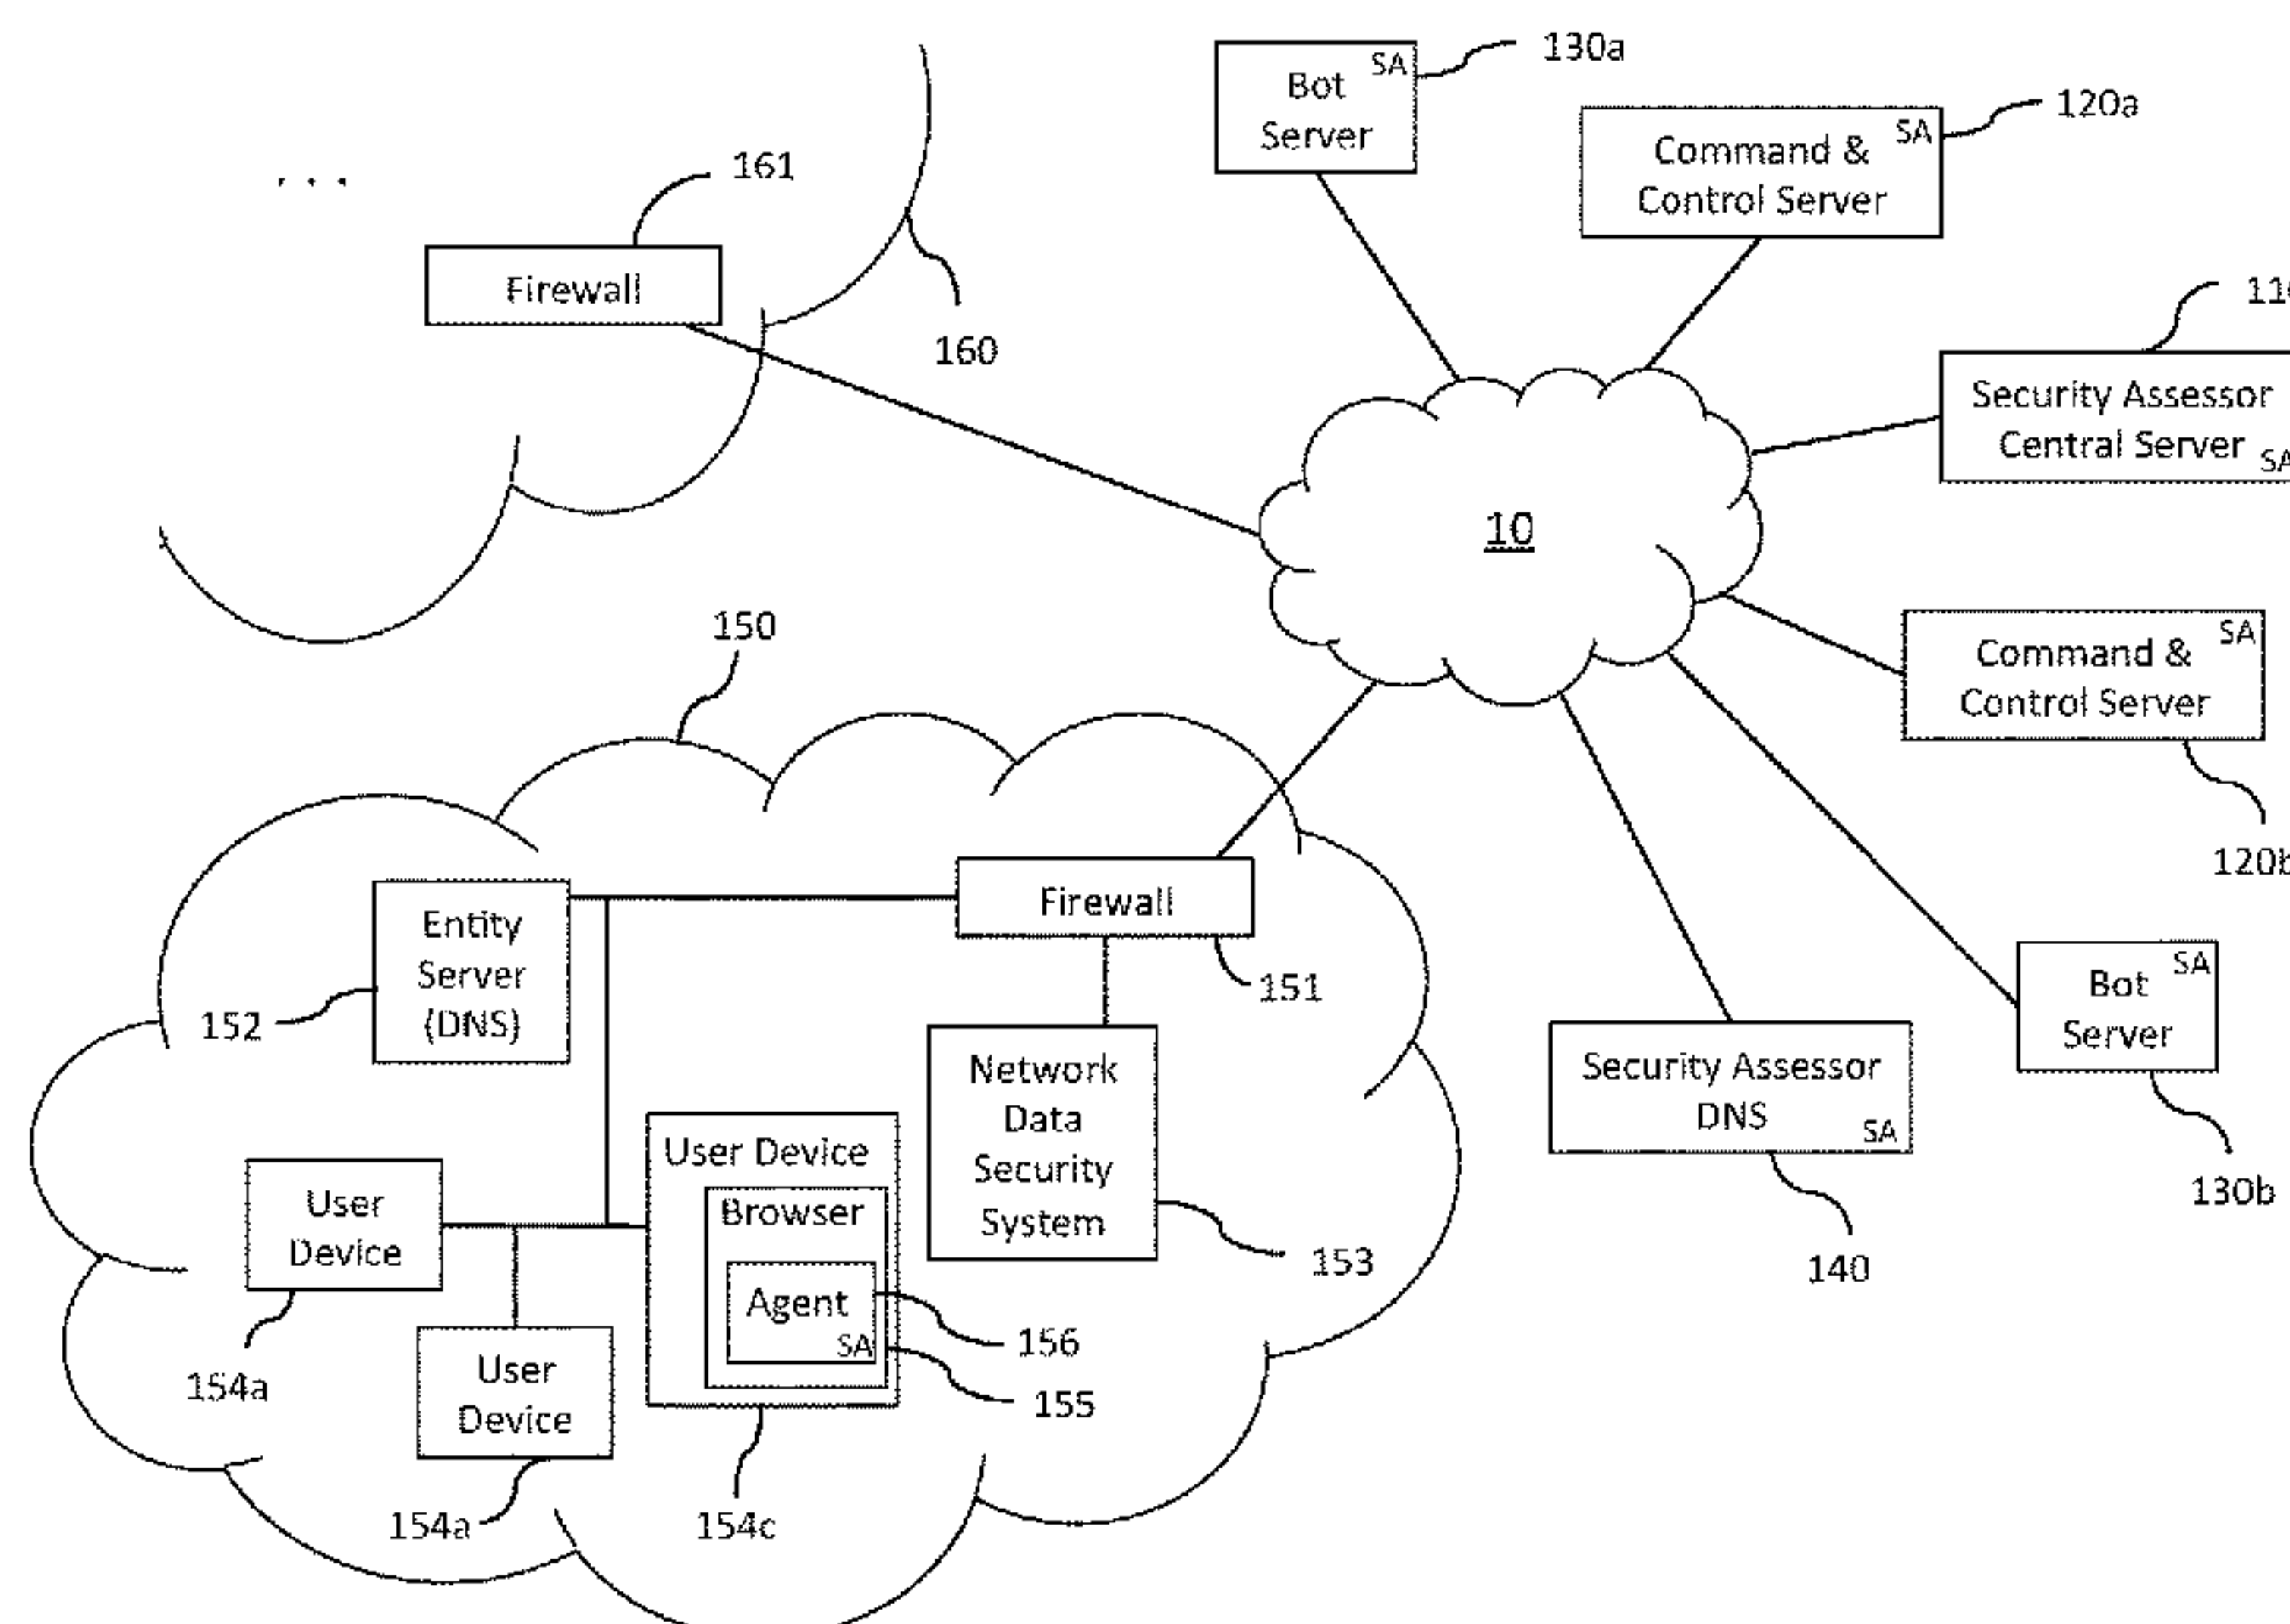 . . .
161
Firewall
160
Bot
Server
SA
130a
Command &
Control Server
SA
120a
Security Assessor
Central Server
SA
10
Command &
Control Server
SA
120b
Bot
Server
SA
130b
Security Assessor
DNS
SA
140
150
Firewall
151
Entity
Server
(DNS)
152
Network
Data
Security
System
153
User Device
Browser
Agent
SA
156
155
154c
User
Device
154a
User
Device
154a